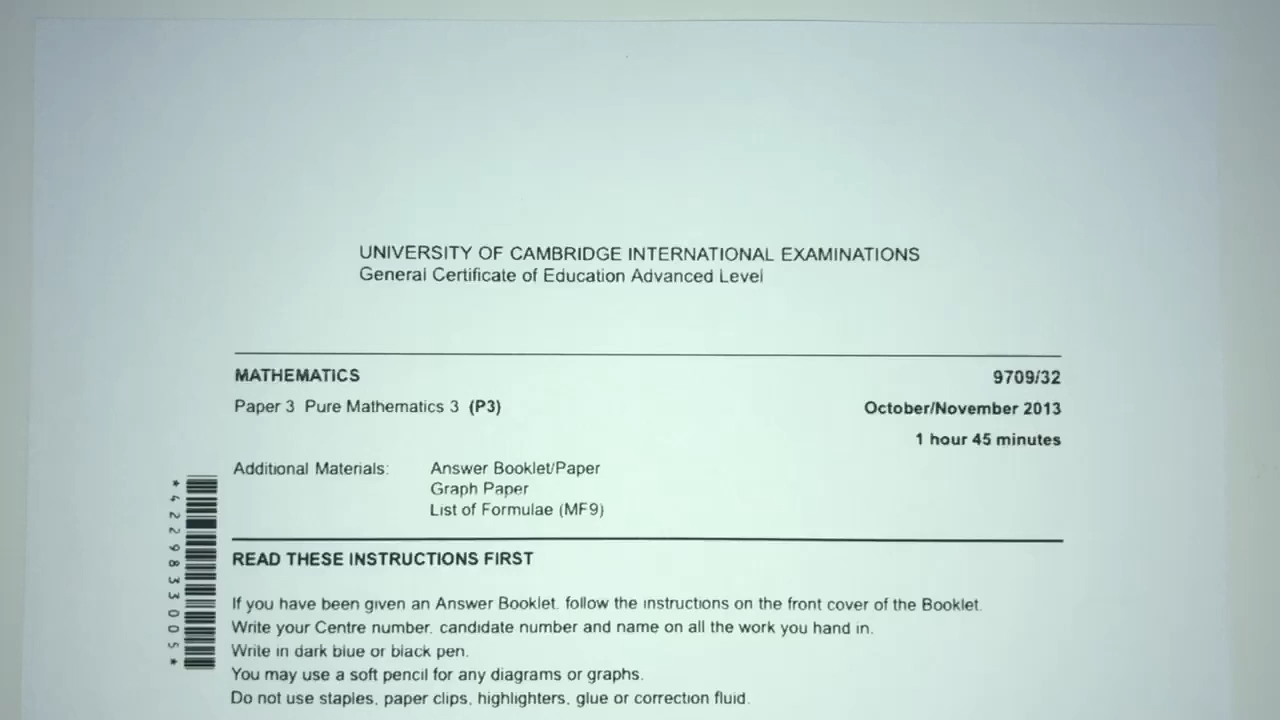 UNIVERSITY OF CAMBRIDGE INTERNATIONAL EXAMINATIONS
General Certificate of Education Advanced Level
MATHEMATICS 9709/32
Paper 3 Pure Mathematics 3 (P3) October/November 2013
1 hour 45 minutes
Additional Materials: Answer Booklet/Paper
Graph Paper
List of Formulae (MF9)
*4229833005*
READ THESE INSTRUCTIONS FIRST
If you have been given an Answer Booklet, follow the instructions on the front cover of the Booklet.
Write your Centre number, candidate number and name on all the work you hand in.
Write in dark blue or black pen.
You may use a soft pencil for any diagrams or graphs.
Do not use staples, paper clips, highlighters, glue or correction fluid.